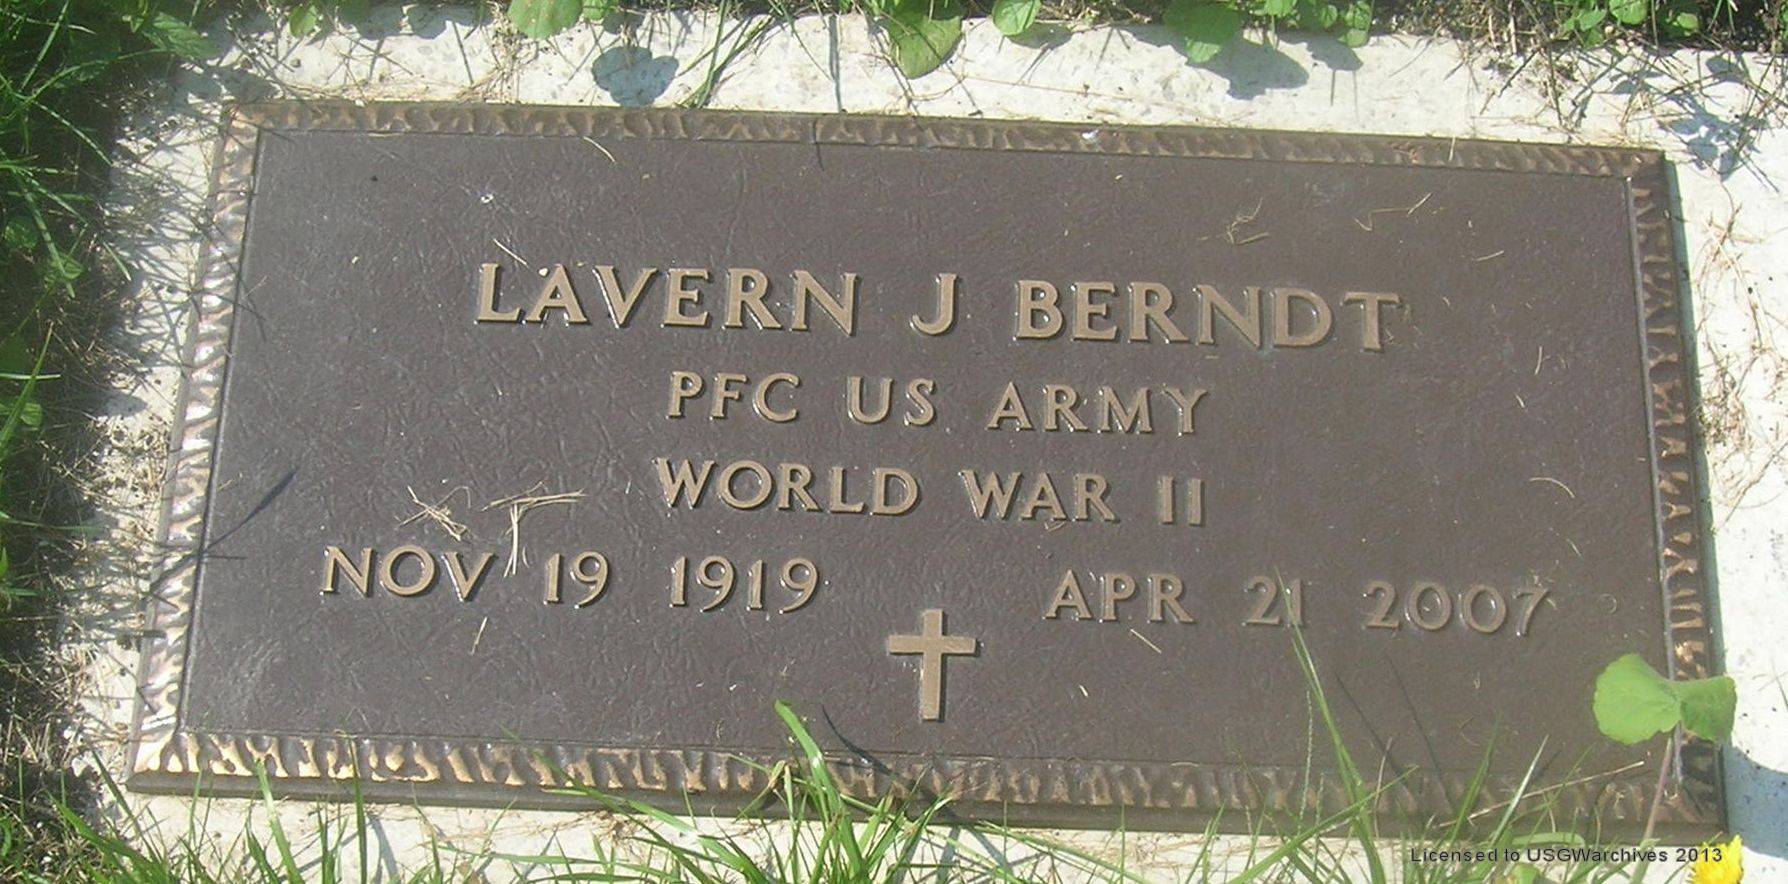 LAVERN J BERNDT
PFC US ARMY
WORLD WAR II
NOV 19 1919 APR 21 2007
Licensed to USGWarchives 2013